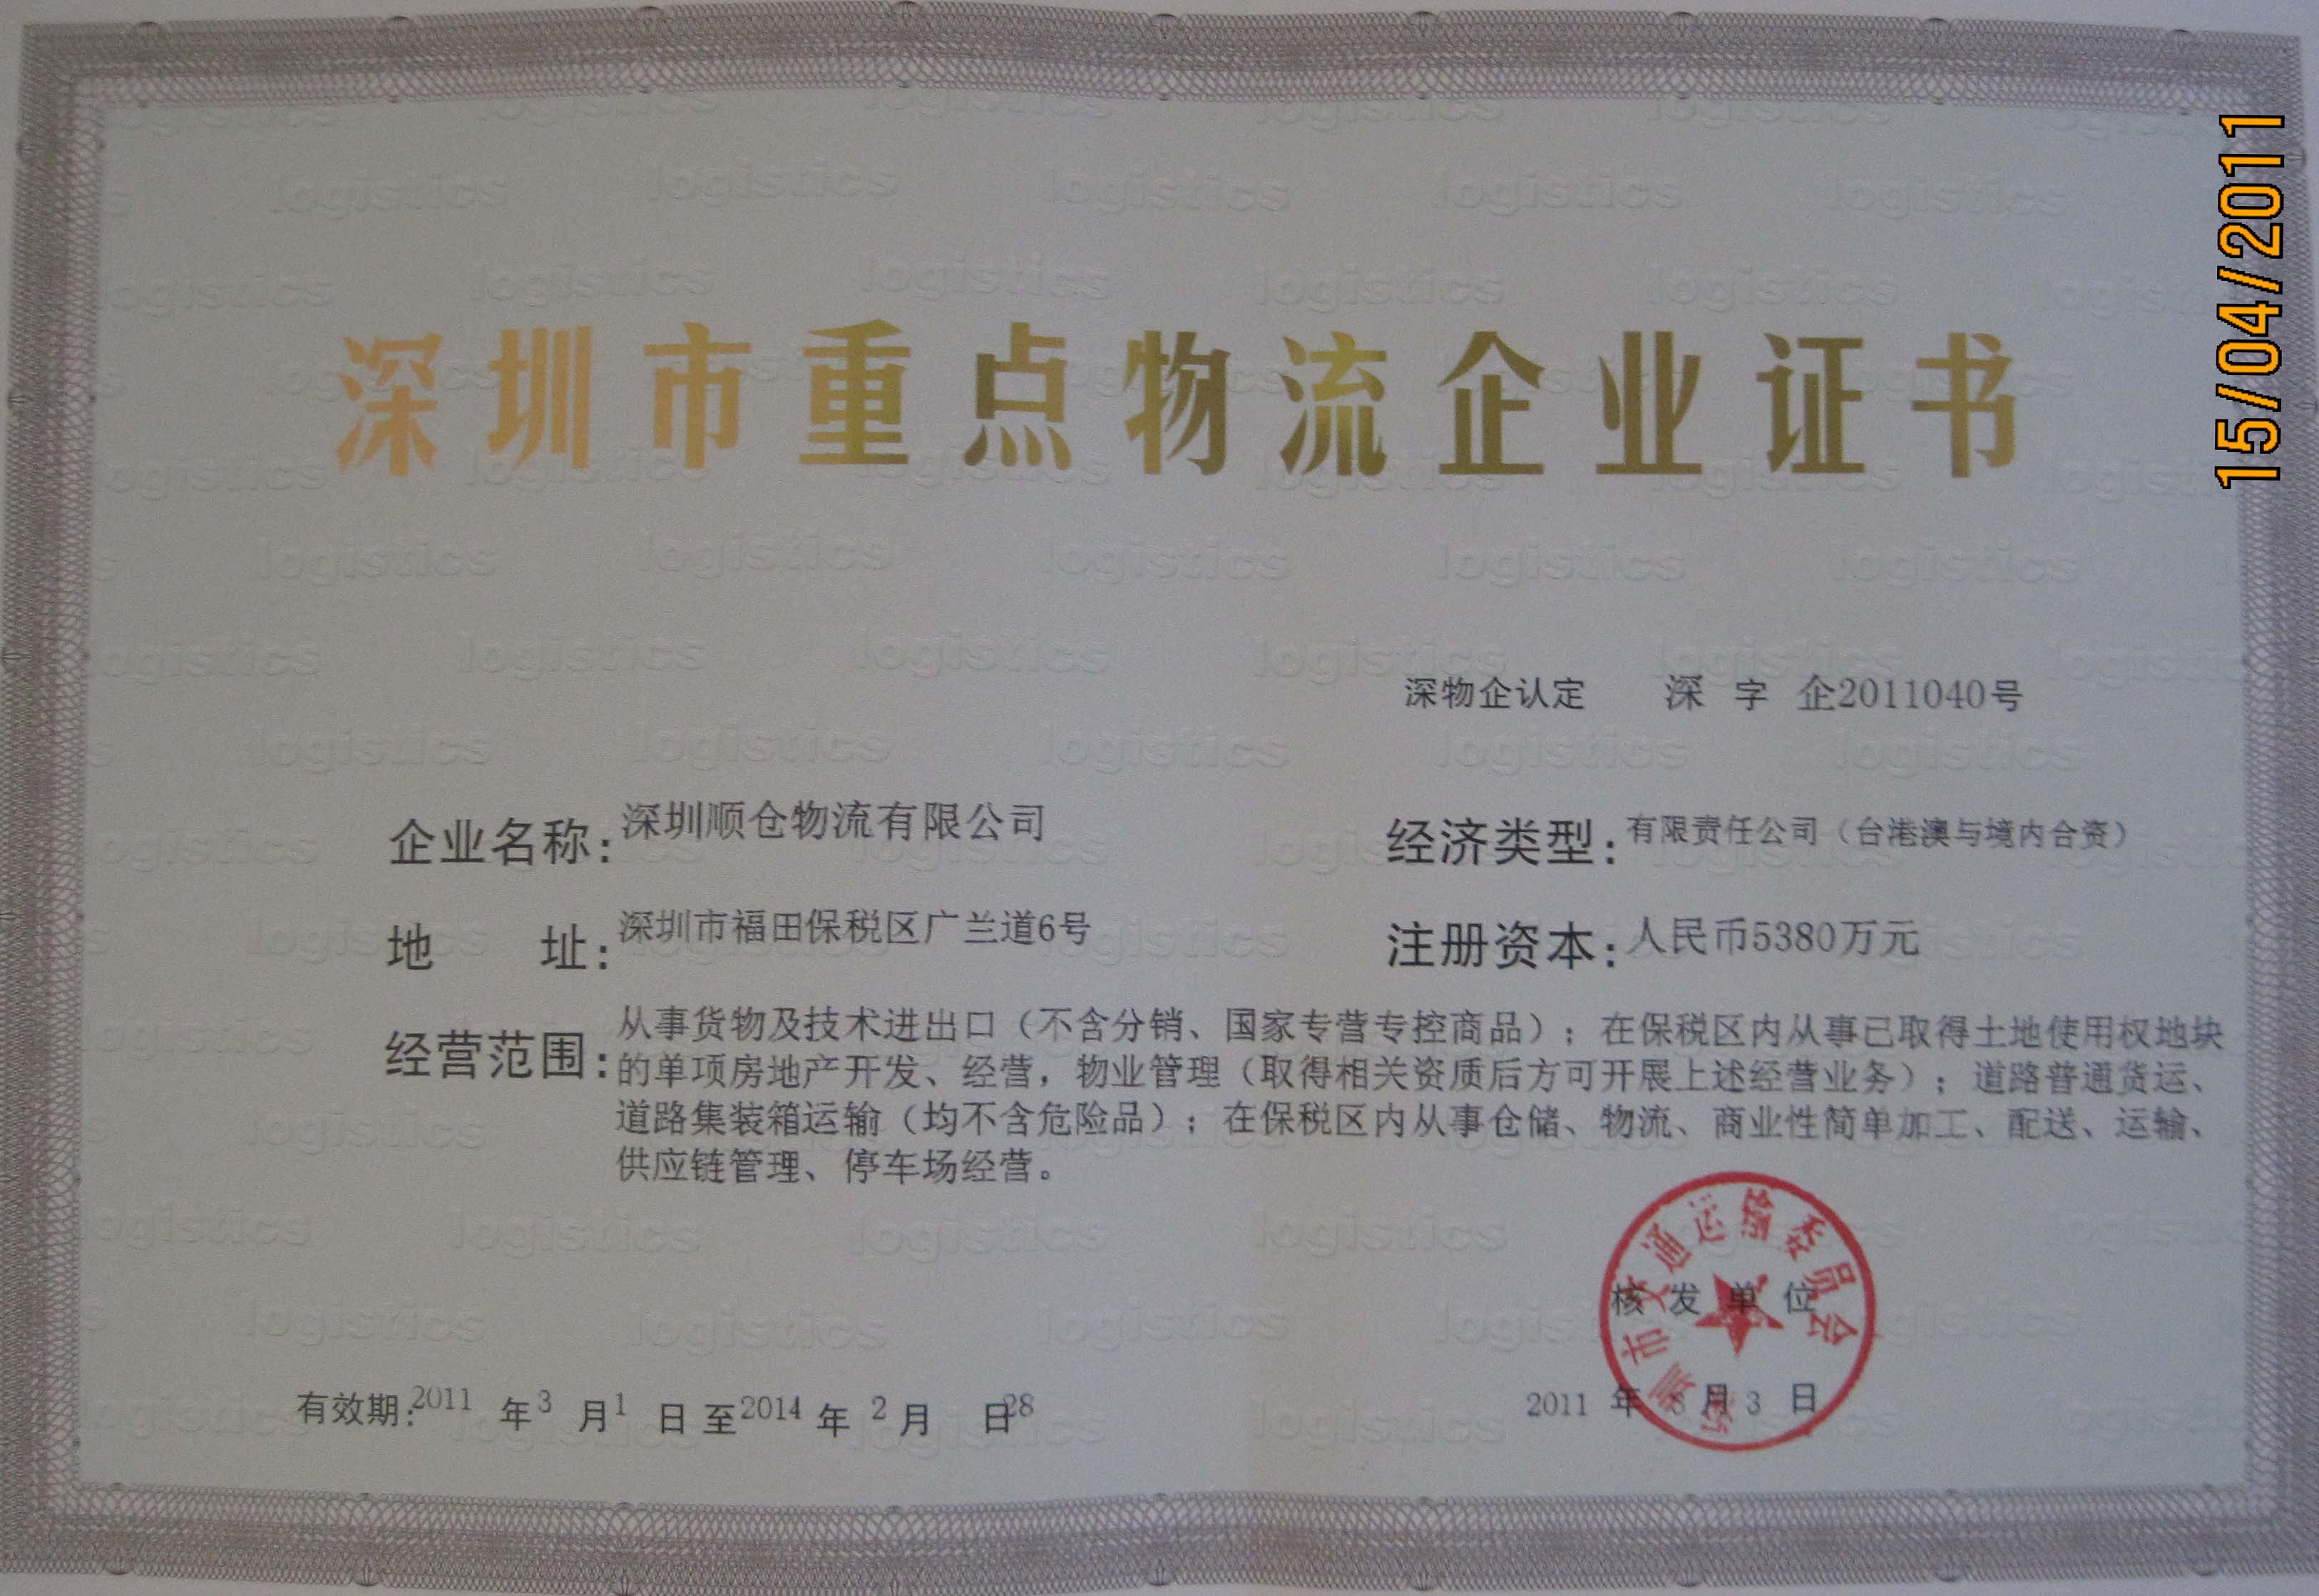 深圳市重点物流企业证书
15/04/2011
深物企认定 深 字 企2011040号
企业名称:深圳顺仓物流有限公司
经济类型:有限责任公司（台港澳与境内合资）
地 址:深圳市福田保税区广兰道6号
注册资本:人民币5380万元
经营范围:从事货物及技术进出口（不含分销、国家专营专控商品）；在保税区内从事已取得土地使用权地块
的单项房地产开发、经营，物业管理（取得相关资质后方可开展上述经营业务）；道路普通货运、
道路集装箱运输（均不含危险品）；在保税区内从事仓储、物流、商业性简单加工、配送、运输、
供应链管理、停车场经营。
深圳市交通运输委员会
核发单位
有效期:2011 年3 月1 日 至2014 年 2 月 日28
2011 年 月 3 日